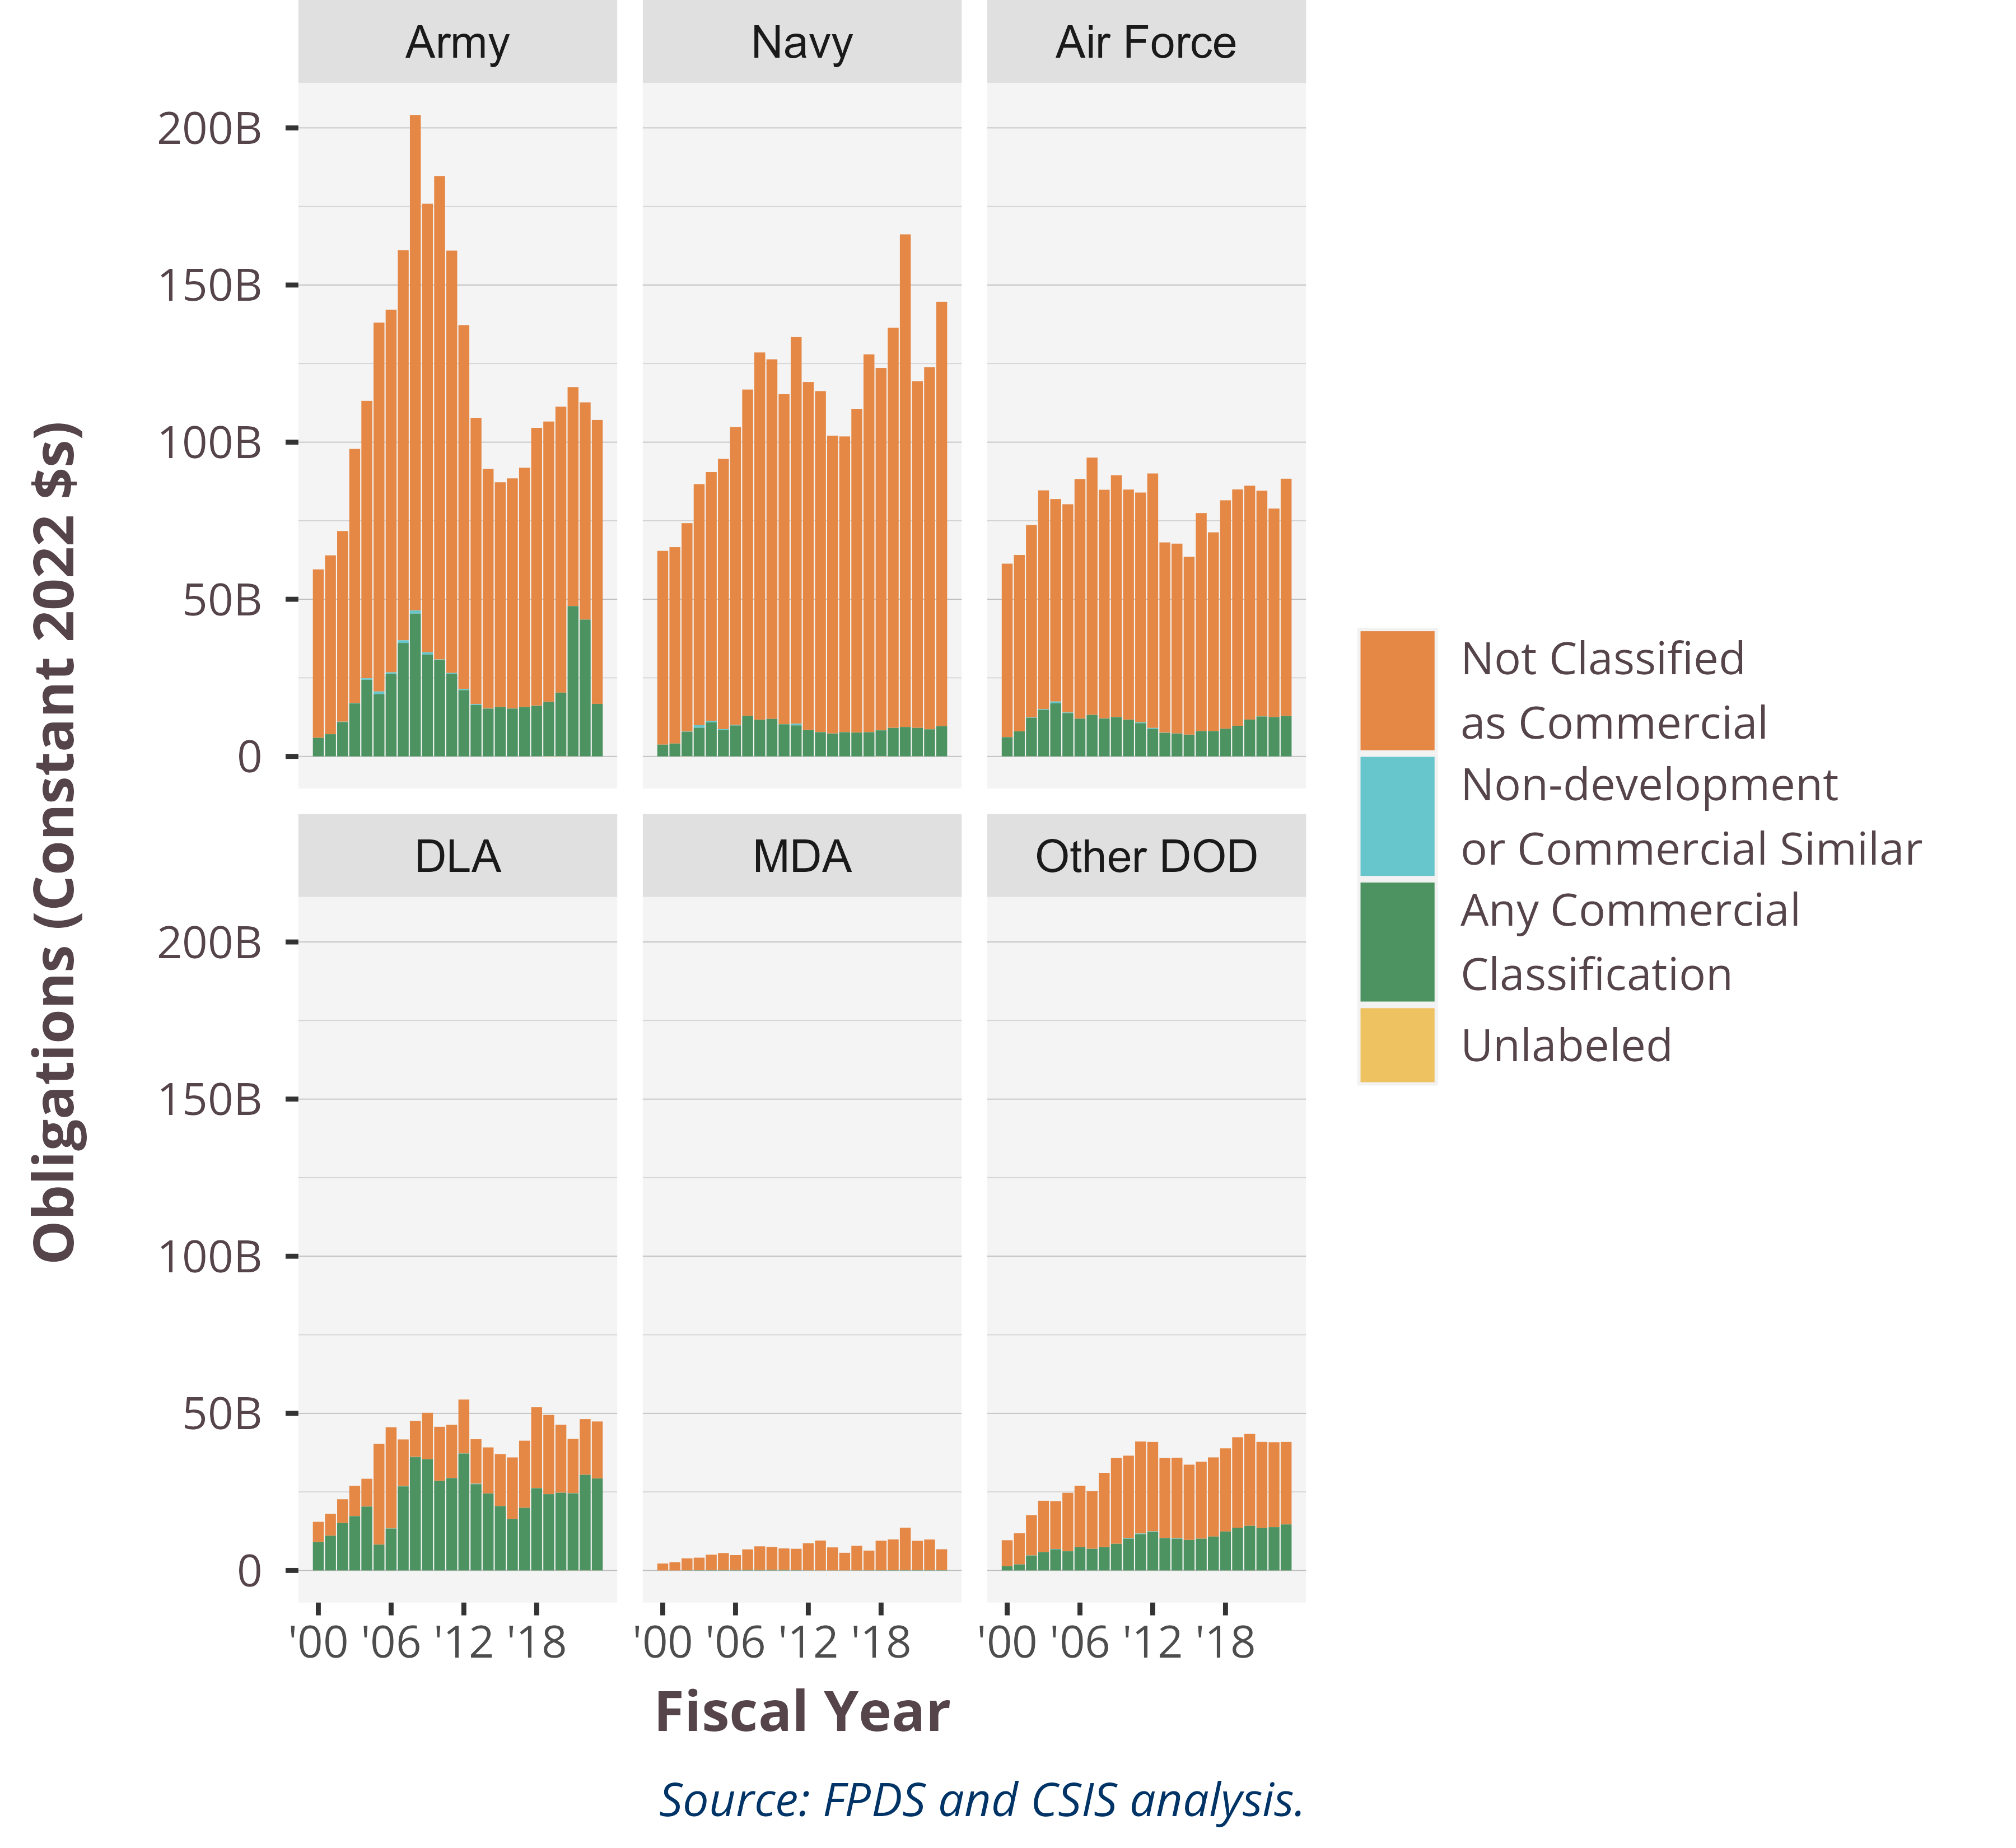 Army
Navy
Air Force
200B
150B
100B
50B
0
DLA
MDA
Other DOD
200B
150B
100B
50B
0
'00 '06 '12 '18
'00 '06 '12 '18
'00 '06 '12 '18
Obligations (Constant 2022 $s)
Fiscal Year
Not Classified
as Commercial
Non-development
or Commercial Similar
Any Commercial
Classification
Unlabeled
Source: FPDS and CSIS analysis.